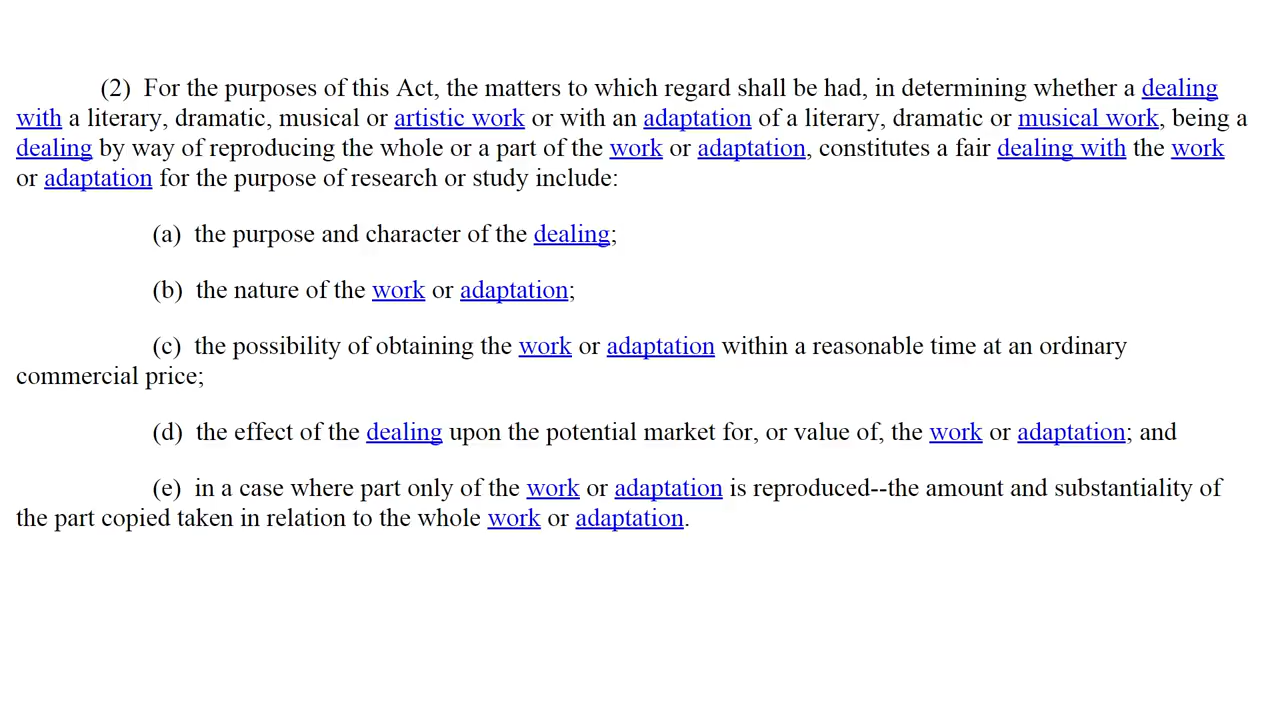 (2) For the purposes of this Act, the matters to which regard shall be had, in determining whether a dealing
with a literary, dramatic, musical or artistic work or with an adaptation of a literary, dramatic or musical work, being a
dealing by way of reproducing the whole or a part of the work or adaptation, constitutes a fair dealing with the work
or adaptation for the purpose of research or study include:
(a) the purpose and character of the dealing;
(b) the nature of the work or adaptation;
(c) the possibility of obtaining the work or adaptation within a reasonable time at an ordinary
commercial price;
(d) the effect of the dealing upon the potential market for, or value of, the work or adaptation; and
(e) in a case where part only of the work or adaptation is reproduced--the amount and substantiality of
the part copied taken in relation to the whole work or adaptation.